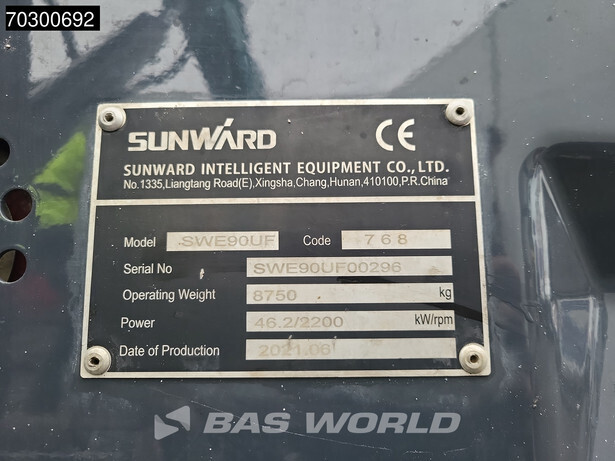 70300692
SUNWARD CE
SUNWARD INTELLIGENT EQUIPMENT CO., LTD.
No.1335,Liangtang Road(E),Xingsha,Chang,Hunan,410100,P.R.China
Model SWE90UF Code 768
Serial No SWE90UF00296
Operating Weight 8750 kg
Power 46.2/2200 kW/rpm
Date of Production 2021.06
BAS WORLD